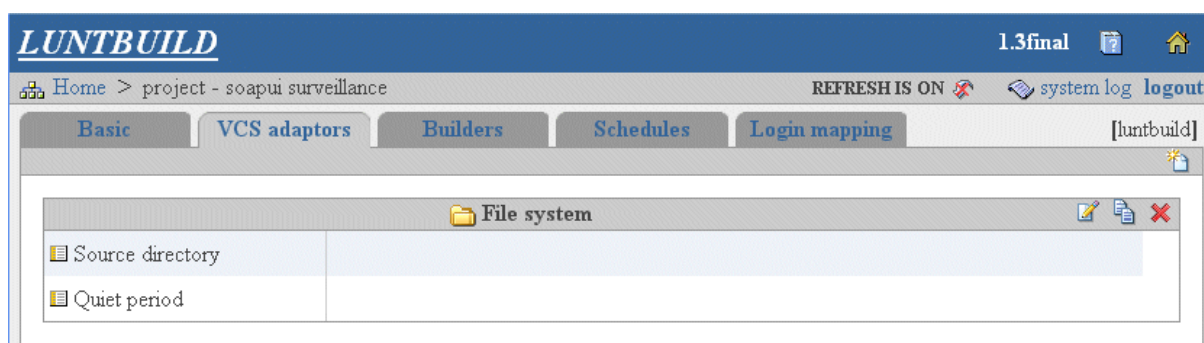 LUNTBUILD 1.3final
Home > project - soapui surveillance REFRESH IS ON system log logout
Basic VCS adaptors Builders Schedules Login mapping [luntbuild]
File system
Source directory
Quiet period